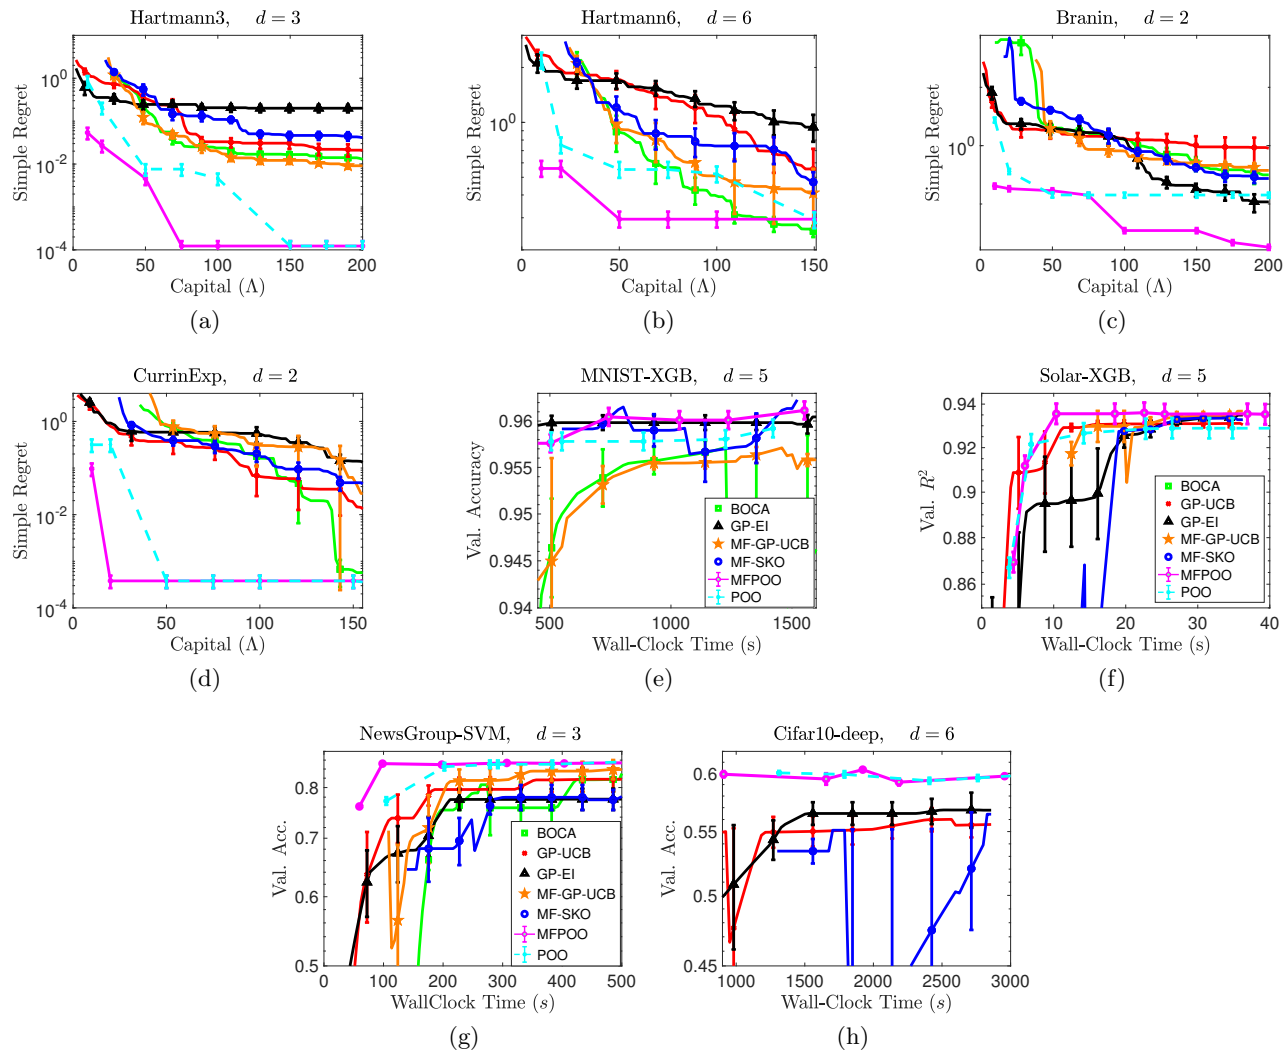 Hartmann3, d = 3
Simple Regret
10^0
10^-2
10^-4
0 50 100 150 200
Capital (Λ)
(a)
Hartmann6, d = 6
Simple Regret
10^0
0 50 100 150
Capital (Λ)
(b)
Branin, d = 2
Simple Regret
10^0
0 50 100 150 200
Capital (Λ)
(c)
CurrinExp, d = 2
Simple Regret
10^0
10^-2
10^-4
0 50 100 150
Capital (Λ)
(d)
MNIST-XGB, d = 5
Val. Accuracy
0.96
0.955
0.95
0.945
0.94
500 1000 1500
Wall-Clock Time (s)
BOCA
GP-UCB
GP-EI
MF-GP-UCB
MF-SKO
MFPOO
POO
(e)
Solar-XGB, d = 5
Val. R^2
0.94
0.92
0.9
0.88
0.86
0 10 20 30 40
Wall-Clock Time (s)
BOCA
GP-UCB
GP-EI
MF-GP-UCB
MF-SKO
MFPOO
POO
(f)
NewsGroup-SVM, d = 3
Val. Acc.
0.8
0.7
0.6
0.5
0 100 200 300 400 500
WallClock Time (s)
BOCA
GP-UCB
GP-EI
MF-GP-UCB
MF-SKO
MFPOO
POO
(g)
Cifar10-deep, d = 6
Val. Acc.
0.6
0.55
0.5
0.45
1000 1500 2000 2500 3000
Wall-Clock Time (s)
(h)